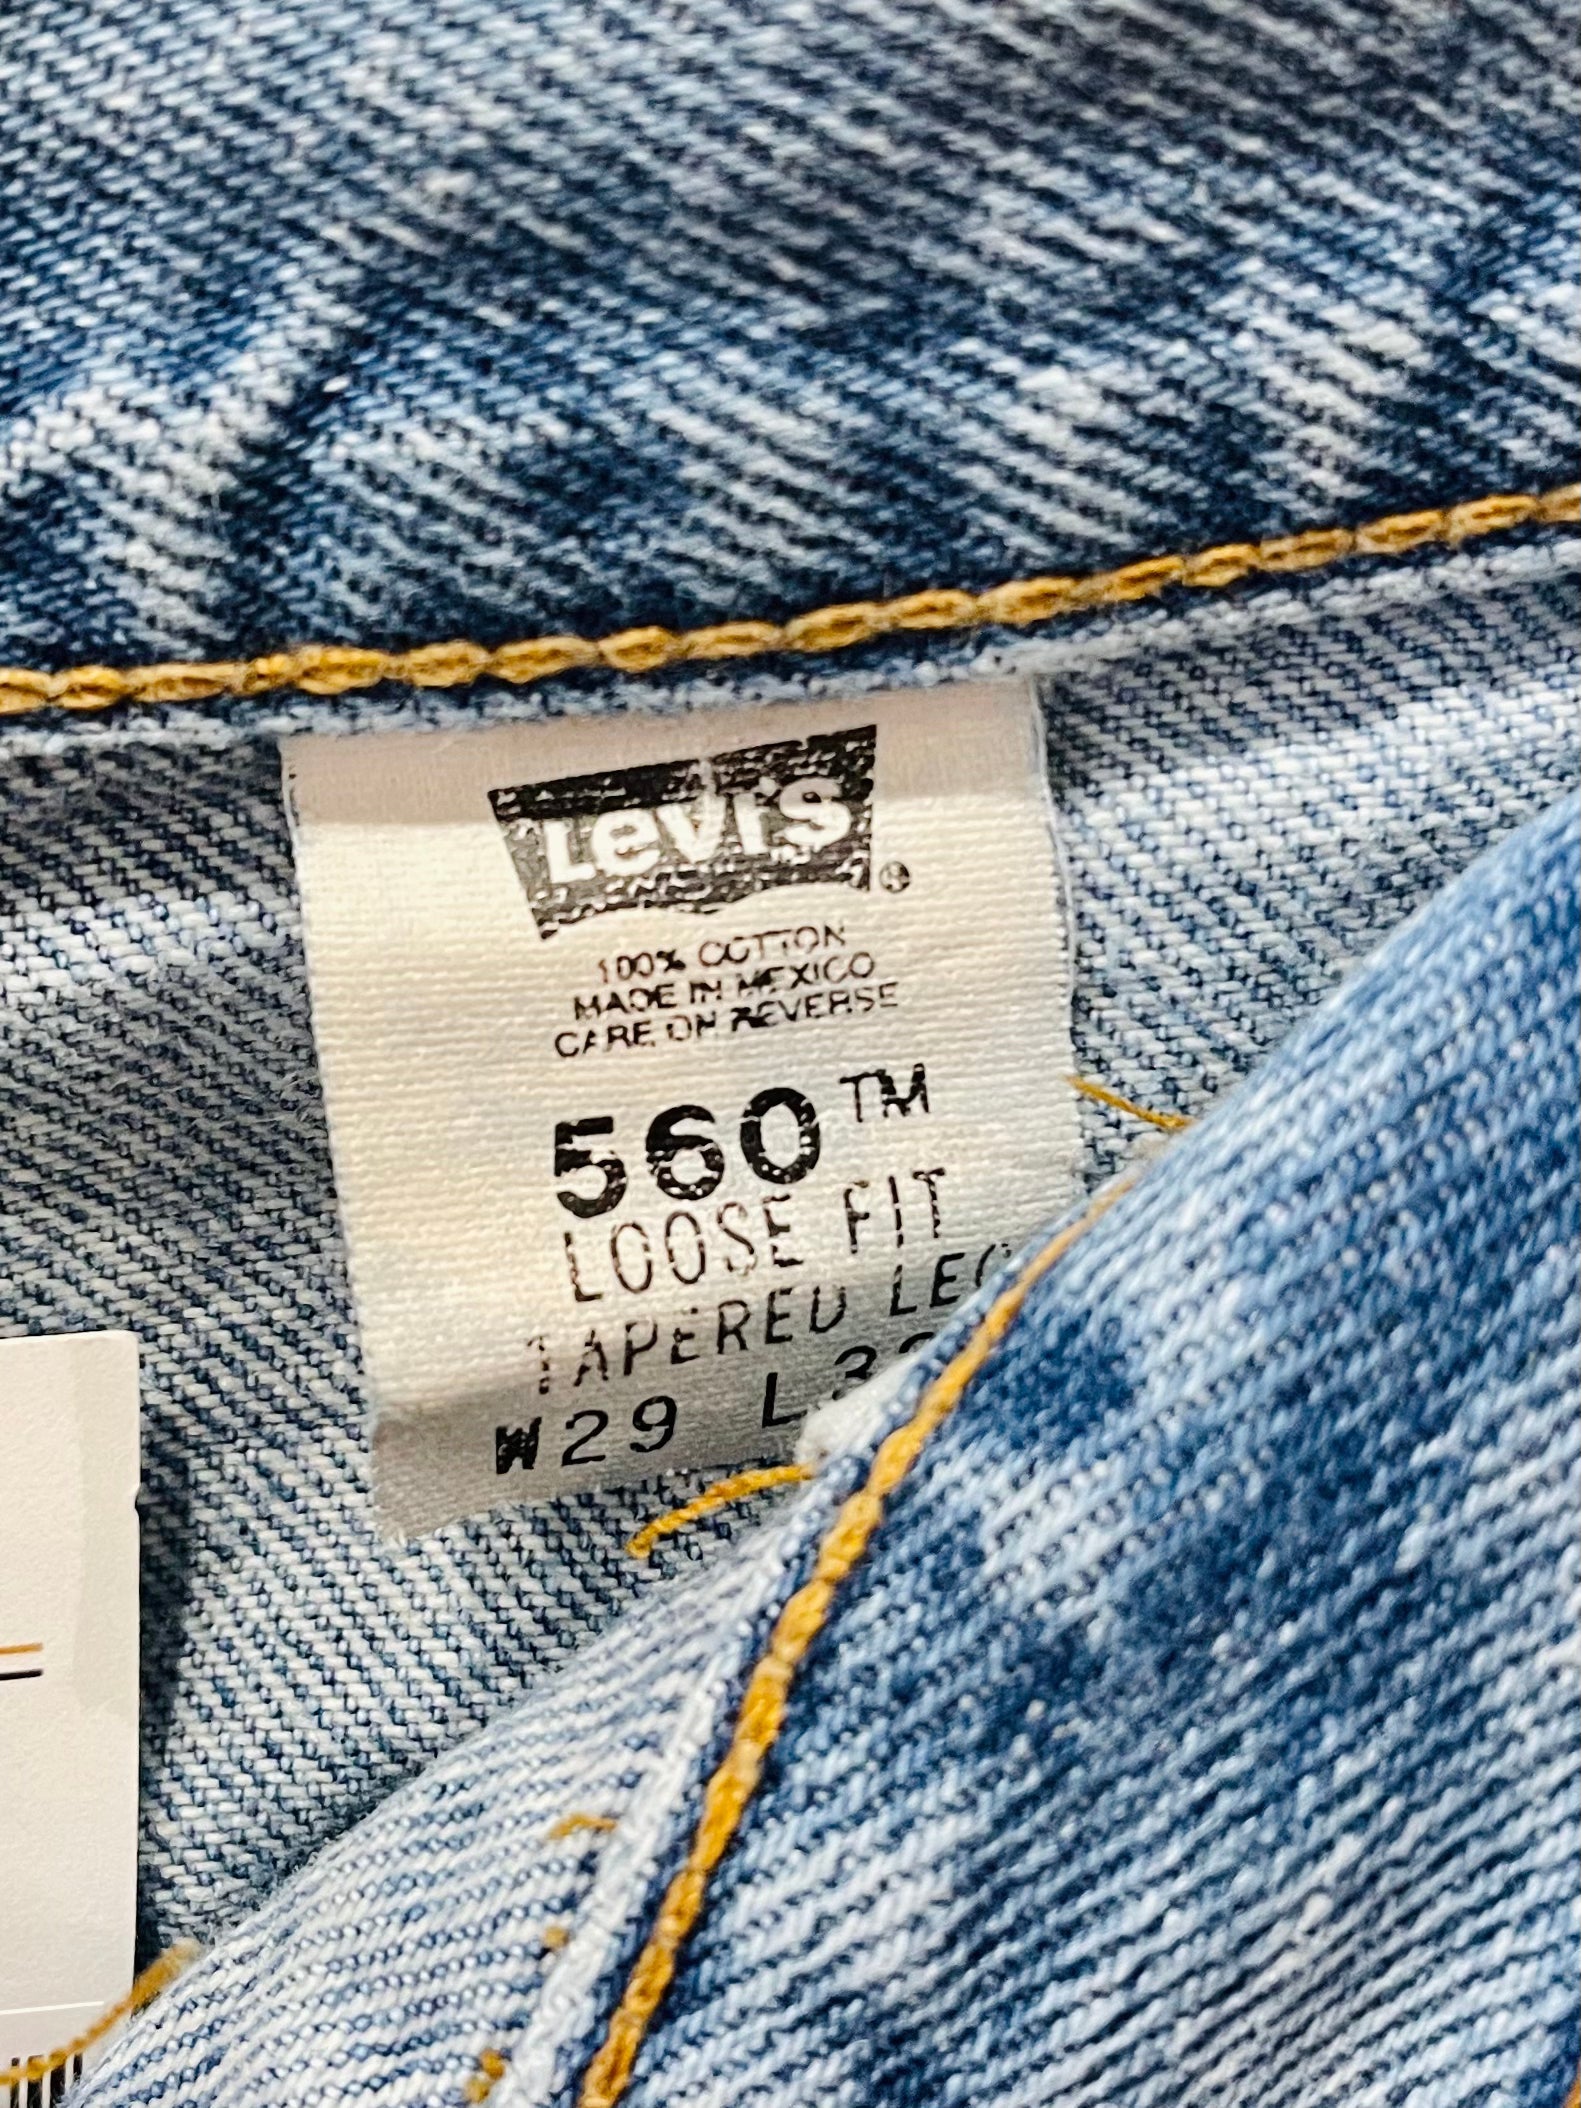 Levi's®
100% COTTON
MADE IN MEXICO
CARE ON REVERSE
560™
LOOSE FIT
TAPERED LEG
W29 L